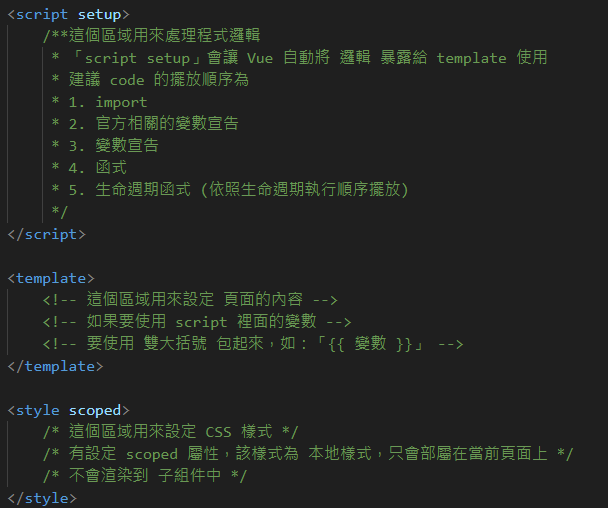 <script setup>
/**這個區域用來處理程式邏輯
* 「script setup」會讓 Vue 自動將 邏輯 暴露給 template 使用
* 建議 code 的擺放順序為
* 1. import
* 2. 官方相關的變數宣告
* 3. 變數宣告
* 4. 函式
* 5. 生命週期函式 (依照生命週期執行順序擺放)
*/
</script>
<template>
<!-- 這個區域用來設定 頁面的內容 -->
<!-- 如果要使用 script 裡面的變數 -->
<!-- 要使用 雙大括號 包起來，如：「{{ 變數 }}」 -->
</template>
<style scoped>
/* 這個區域用來設定 CSS 樣式 */
/* 有設定 scoped 屬性，該樣式為 本地樣式，只會部屬在當前頁面上 */
/* 不會渲染到 子組件中 */
</style>